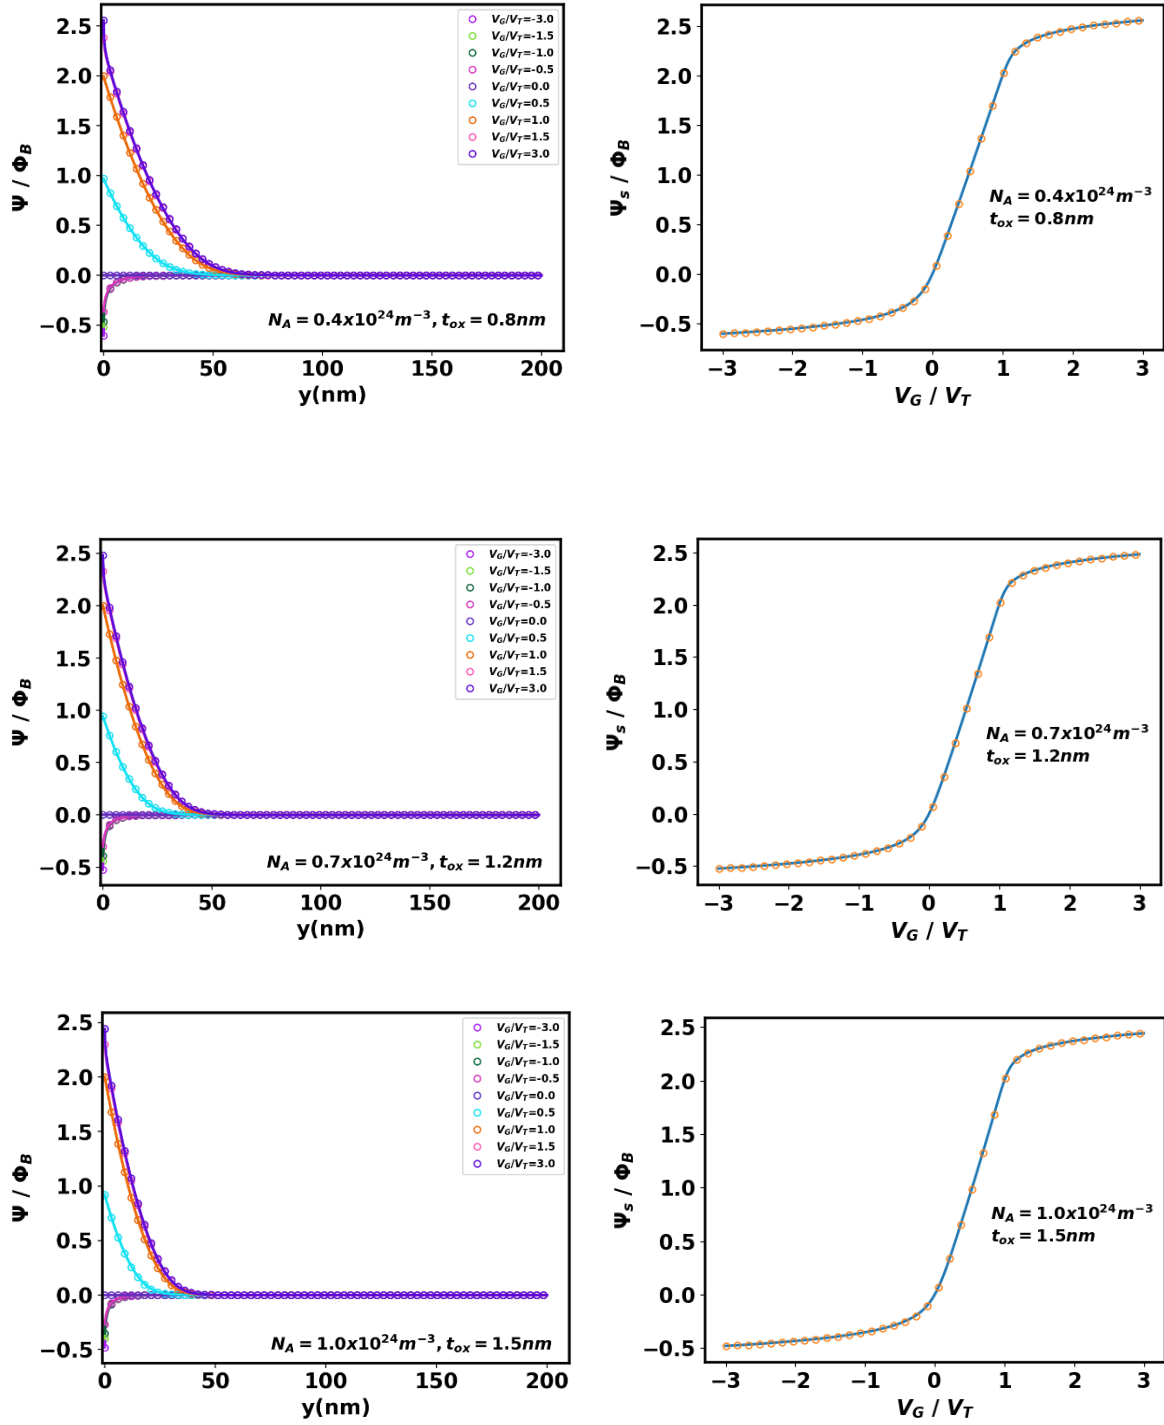 2.5
2.0
1.5
1.0
0.5
0.0
−0.5
Ψ / Φ_B
V_G/V_T=-3.0
V_G/V_T=-1.5
V_G/V_T=-1.0
V_G/V_T=-0.5
V_G/V_T=0.0
V_G/V_T=0.5
V_G/V_T=1.0
V_G/V_T=1.5
V_G/V_T=3.0
N_A = 0.4x10^24 m^−3, t_ox = 0.8nm
0 50 100 150 200
y(nm)
2.5
2.0
1.5
1.0
0.5
0.0
−0.5
Ψ_s / Φ_B
N_A = 0.4x10^24 m^−3
t_ox = 0.8nm
−3 −2 −1 0 1 2 3
V_G / V_T
2.5
2.0
1.5
1.0
0.5
0.0
−0.5
Ψ / Φ_B
V_G/V_T=-3.0
V_G/V_T=-1.5
V_G/V_T=-1.0
V_G/V_T=-0.5
V_G/V_T=0.0
V_G/V_T=0.5
V_G/V_T=1.0
V_G/V_T=1.5
V_G/V_T=3.0
N_A = 0.7x10^24 m^−3, t_ox = 1.2nm
0 50 100 150 200
y(nm)
2.5
2.0
1.5
1.0
0.5
0.0
−0.5
Ψ_s / Φ_B
N_A = 0.7x10^24 m^−3
t_ox = 1.2nm
−3 −2 −1 0 1 2 3
V_G / V_T
2.5
2.0
1.5
1.0
0.5
0.0
−0.5
Ψ / Φ_B
V_G/V_T=-3.0
V_G/V_T=-1.5
V_G/V_T=-1.0
V_G/V_T=-0.5
V_G/V_T=0.0
V_G/V_T=0.5
V_G/V_T=1.0
V_G/V_T=1.5
V_G/V_T=3.0
N_A = 1.0x10^24 m^−3, t_ox = 1.5nm
0 50 100 150 200
y(nm)
2.5
2.0
1.5
1.0
0.5
0.0
−0.5
Ψ_s / Φ_B
N_A = 1.0x10^24 m^−3
t_ox = 1.5nm
−3 −2 −1 0 1 2 3
V_G / V_T